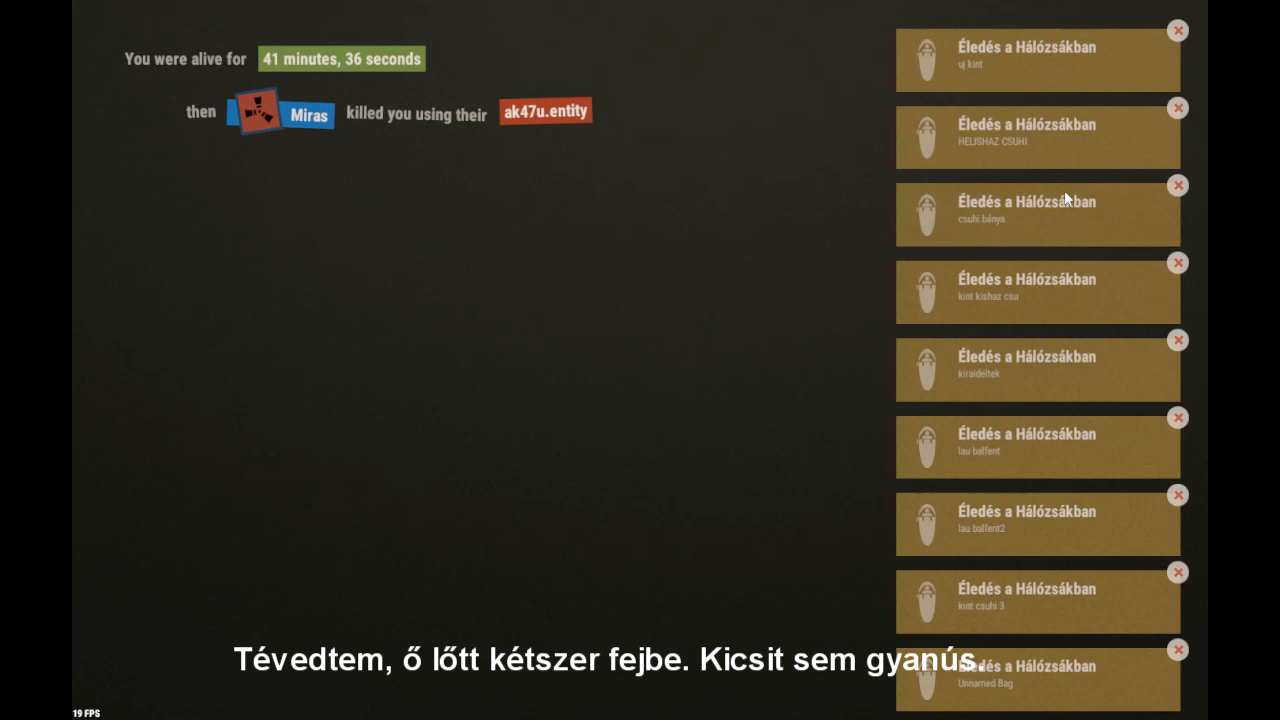 You were alive for 41 minutes, 36 seconds
then Miras killed you using their ak47u.entity
Éledés a Hálózsákban
uj kint
Éledés a Hálózsákban
HELISHAZ CSUHI
Éledés a Hálózsákban
csuhi bánya
Éledés a Hálózsákban
kint kishaz csu
Éledés a Hálózsákban
kiraideltek
Éledés a Hálózsákban
lau balfent
Éledés a Hálózsákban
lau balfent2
Éledés a Hálózsákban
kint csuhi 3
Éledés a Hálózsákban
Unnamed Bag
Tévedtem, ő lőtt kétszer fejbe. Kicsit sem gyanús.
19 FPS